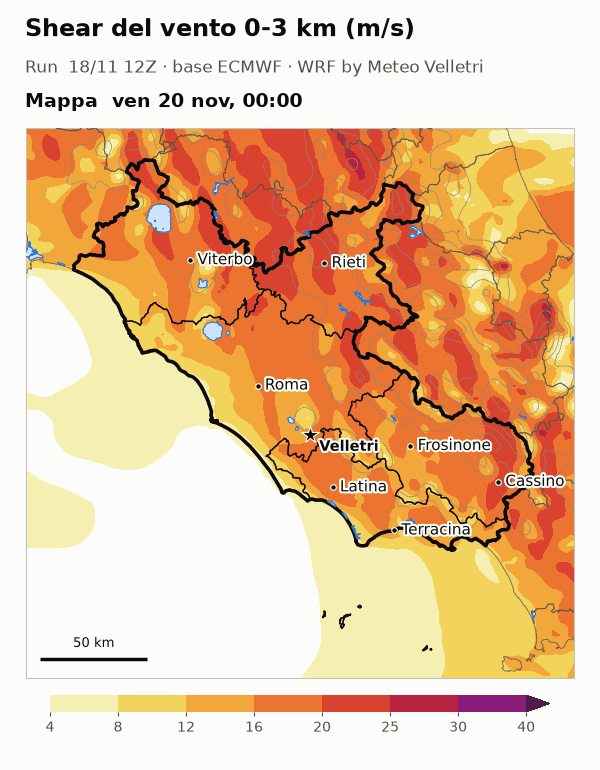 Shear del vento 0-3 km (m/s)
Run 18/11 12Z · base ECMWF · WRF by Meteo Velletri
Mappa ven 20 nov, 00:00
Viterbo
Rieti
Roma
Velletri
Frosinone
Latina
Cassino
Terracina
50 km
4 8 12 16 20 25 30 40